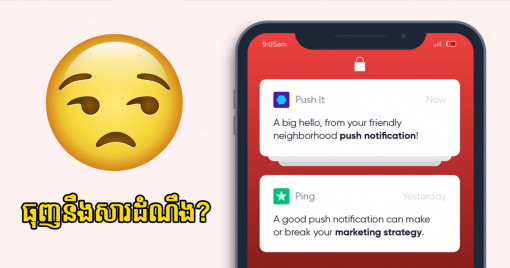 ធុញនឹងសារដំណឹង?
9:05am
Push It
Now
A big hello, from your friendly
neighborhood push notification!
Ping
Yesterday
A good push notification can make
or break your marketing strategy.